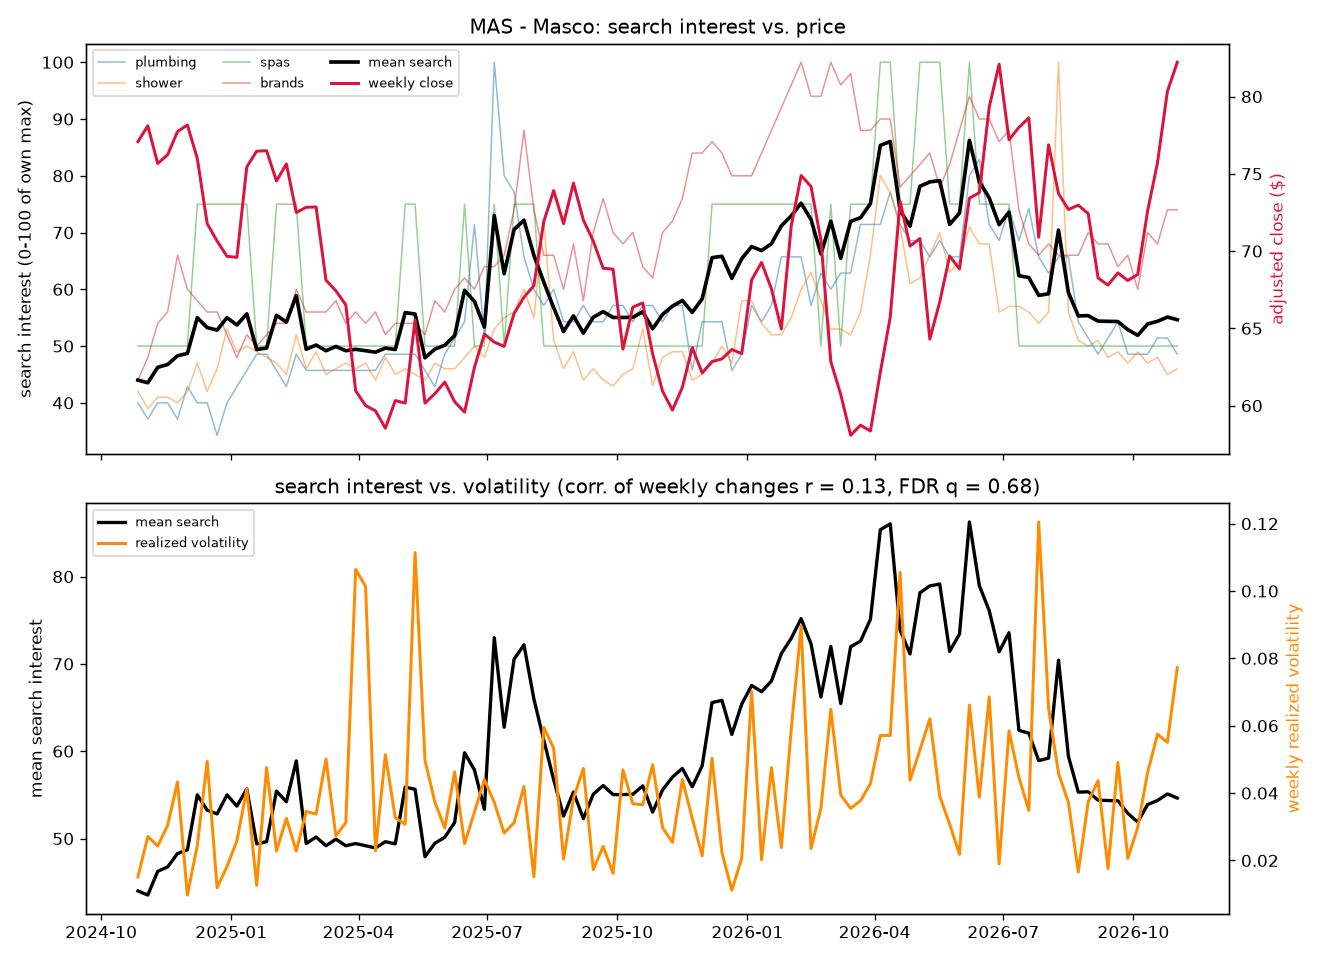 MAS - Masco: search interest vs. price
plumbing
shower
spas
brands
mean search
weekly close
search interest (0-100 of own max)
100
90
80
70
60
50
40
adjusted close ($)
80
75
70
65
60
search interest vs. volatility (corr. of weekly changes r = 0.13, FDR q = 0.68)
mean search
realized volatility
mean search interest
80
70
60
50
weekly realized volatility
0.12
0.10
0.08
0.06
0.04
0.02
2024-10
2025-01
2025-04
2025-07
2025-10
2026-01
2026-04
2026-07
2026-10